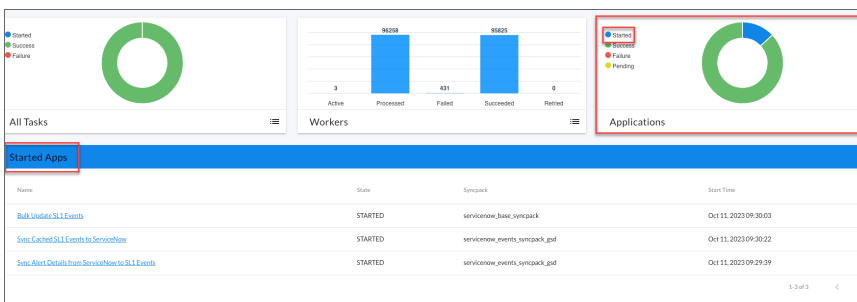 Started
Success
Failure
All Tasks
96258
95825
3
431
0
Active
Processed
Failed
Succeeded
Retried
Workers
Started
Success
Failure
Pending
Applications
Started Apps
Name State Syncpack Start Time
Bulk Update SL1 Events STARTED servicenow_base_syncpack Oct 11, 2023 09:30:03
Sync Cached SL1 Events to ServiceNow STARTED servicenow_events_syncpack_gsd Oct 11, 2023 09:30:22
Sync Alert Details from ServiceNow to SL1 Events STARTED servicenow_events_syncpack_gsd Oct 11, 2023 09:29:39
1-3 of 3